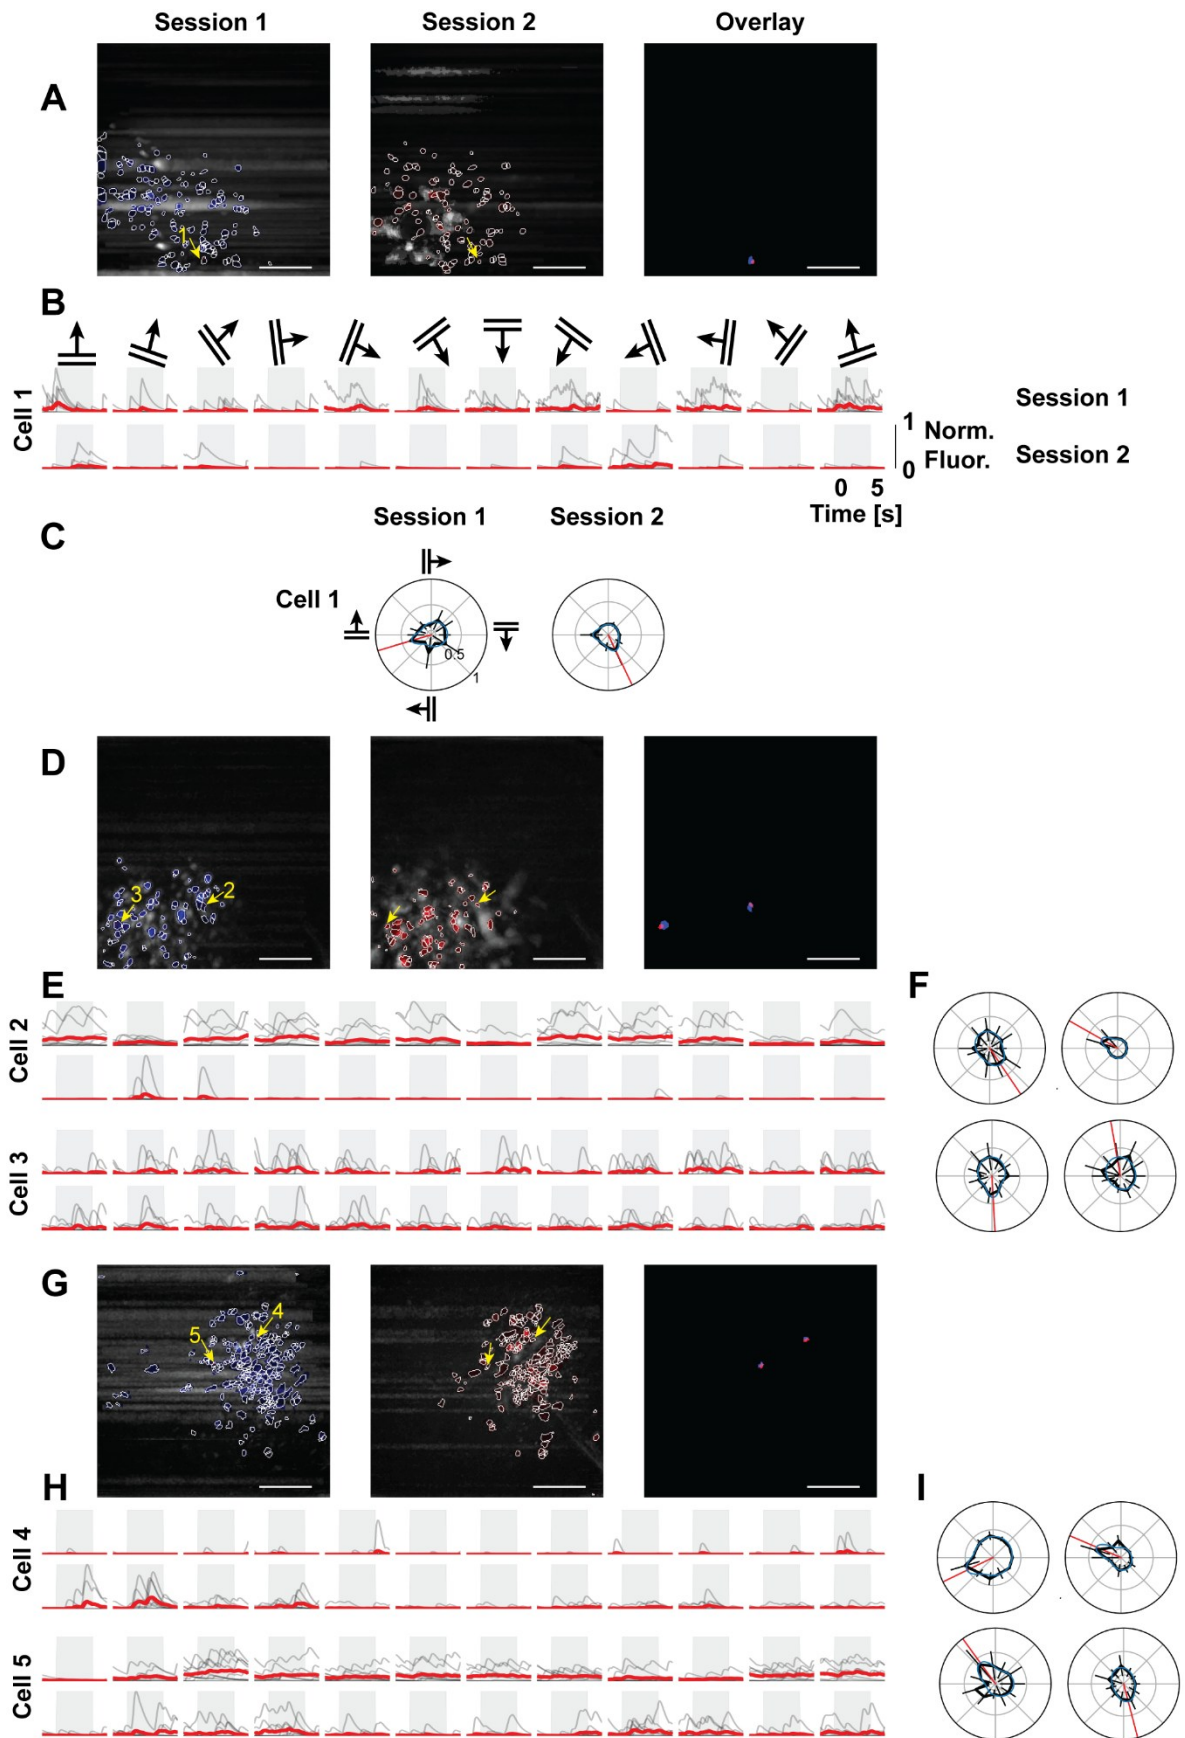 Session 1 Session 2 Overlay
A
1
B
Cell 1
Session 1
1
Norm.
Fluor.
0
Session 2
0 5
Time [s]
C
Session 1 Session 2
Cell 1
0.5
1
D
3 2
E F
Cell 2
Cell 3
G
4
5
H I
Cell 4
Cell 5